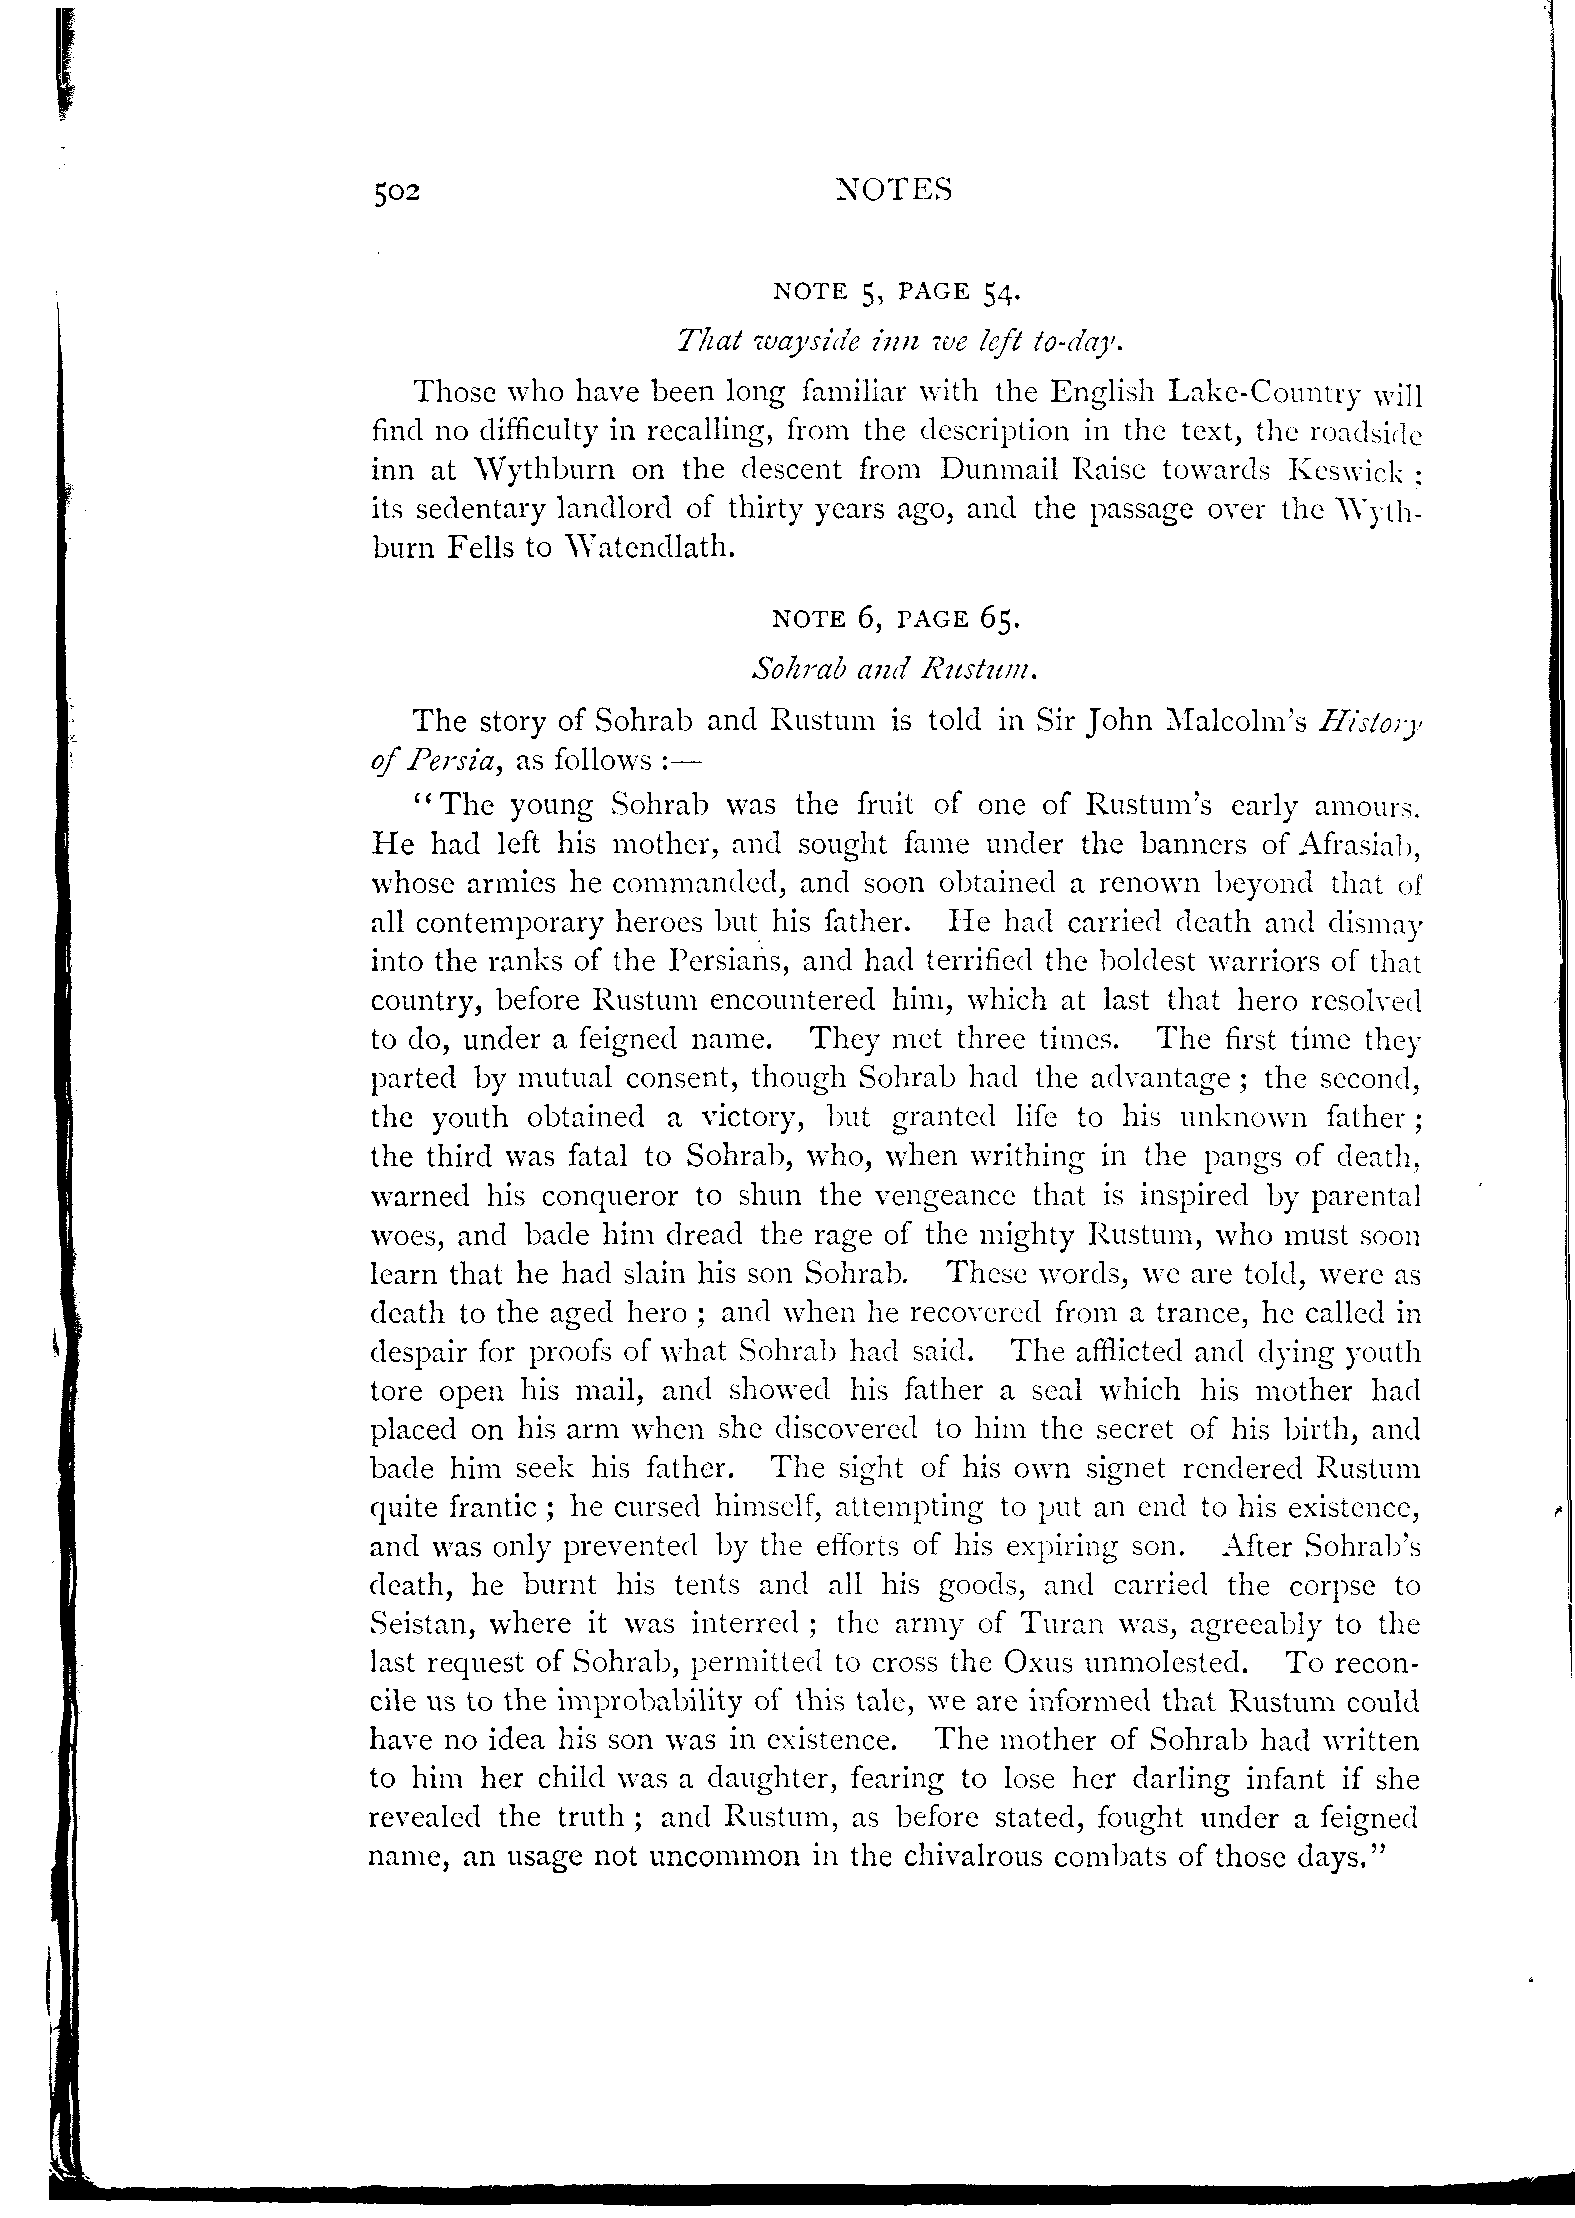 502 NOTES
NOTE 5, PAGE 54.
That wayside inn we left to-day.
Those who have been long familiar with the English Lake-Country will
find no difficulty in recalling, from the description in the text, the roadside
inn at Wythburn on the descent from Dunmail Raise towards Keswick ;
its sedentary landlord of thirty years ago, and the passage over the Wyth-
burn Fells to Watendlath.
NOTE 6, PAGE 65.
Sohrab and Rustum.
The story of Sohrab and Rustum is told in Sir John Malcolm's History
of Persia, as follows :—
"The young Sohrab was the fruit of one of Rustum's early amours.
He had left his mother, and sought fame under the banners of Afrasiab,
whose armies he commanded, and soon obtained a renown beyond that of
all contemporary heroes but his father. He had carried death and dismay
into the ranks of the Persians, and had terrified the boldest warriors of that
country, before Rustum encountered him, which at last that hero resolved
to do, under a feigned name. They met three times. The first time they
parted by mutual consent, though Sohrab had the advantage ; the second,
the youth obtained a victory, but granted life to his unknown father ;
the third was fatal to Sohrab, who, when writhing in the pangs of death,
warned his conqueror to shun the vengeance that is inspired by parental
woes, and bade him dread the rage of the mighty Rustum, who must soon
learn that he had slain his son Sohrab. These words, we are told, were as
death to the aged hero ; and when he recovered from a trance, he called in
despair for proofs of what Sohrab had said. The afflicted and dying youth
tore open his mail, and showed his father a seal which his mother had
placed on his arm when she discovered to him the secret of his birth, and
bade him seek his father. The sight of his own signet rendered Rustum
quite frantic ; he cursed himself, attempting to put an end to his existence,
and was only prevented by the efforts of his expiring son. After Sohrab's
death, he burnt his tents and all his goods, and carried the corpse to
Seistan, where it was interred ; the army of Turan was, agreeably to the
last request of Sohrab, permitted to cross the Oxus unmolested. To recon-
cile us to the improbability of this tale, we are informed that Rustum could
have no idea his son was in existence. The mother of Sohrab had written
to him her child was a daughter, fearing to lose her darling infant if she
revealed the truth ; and Rustum, as before stated, fought under a feigned
name, an usage not uncommon in the chivalrous combats of those days."